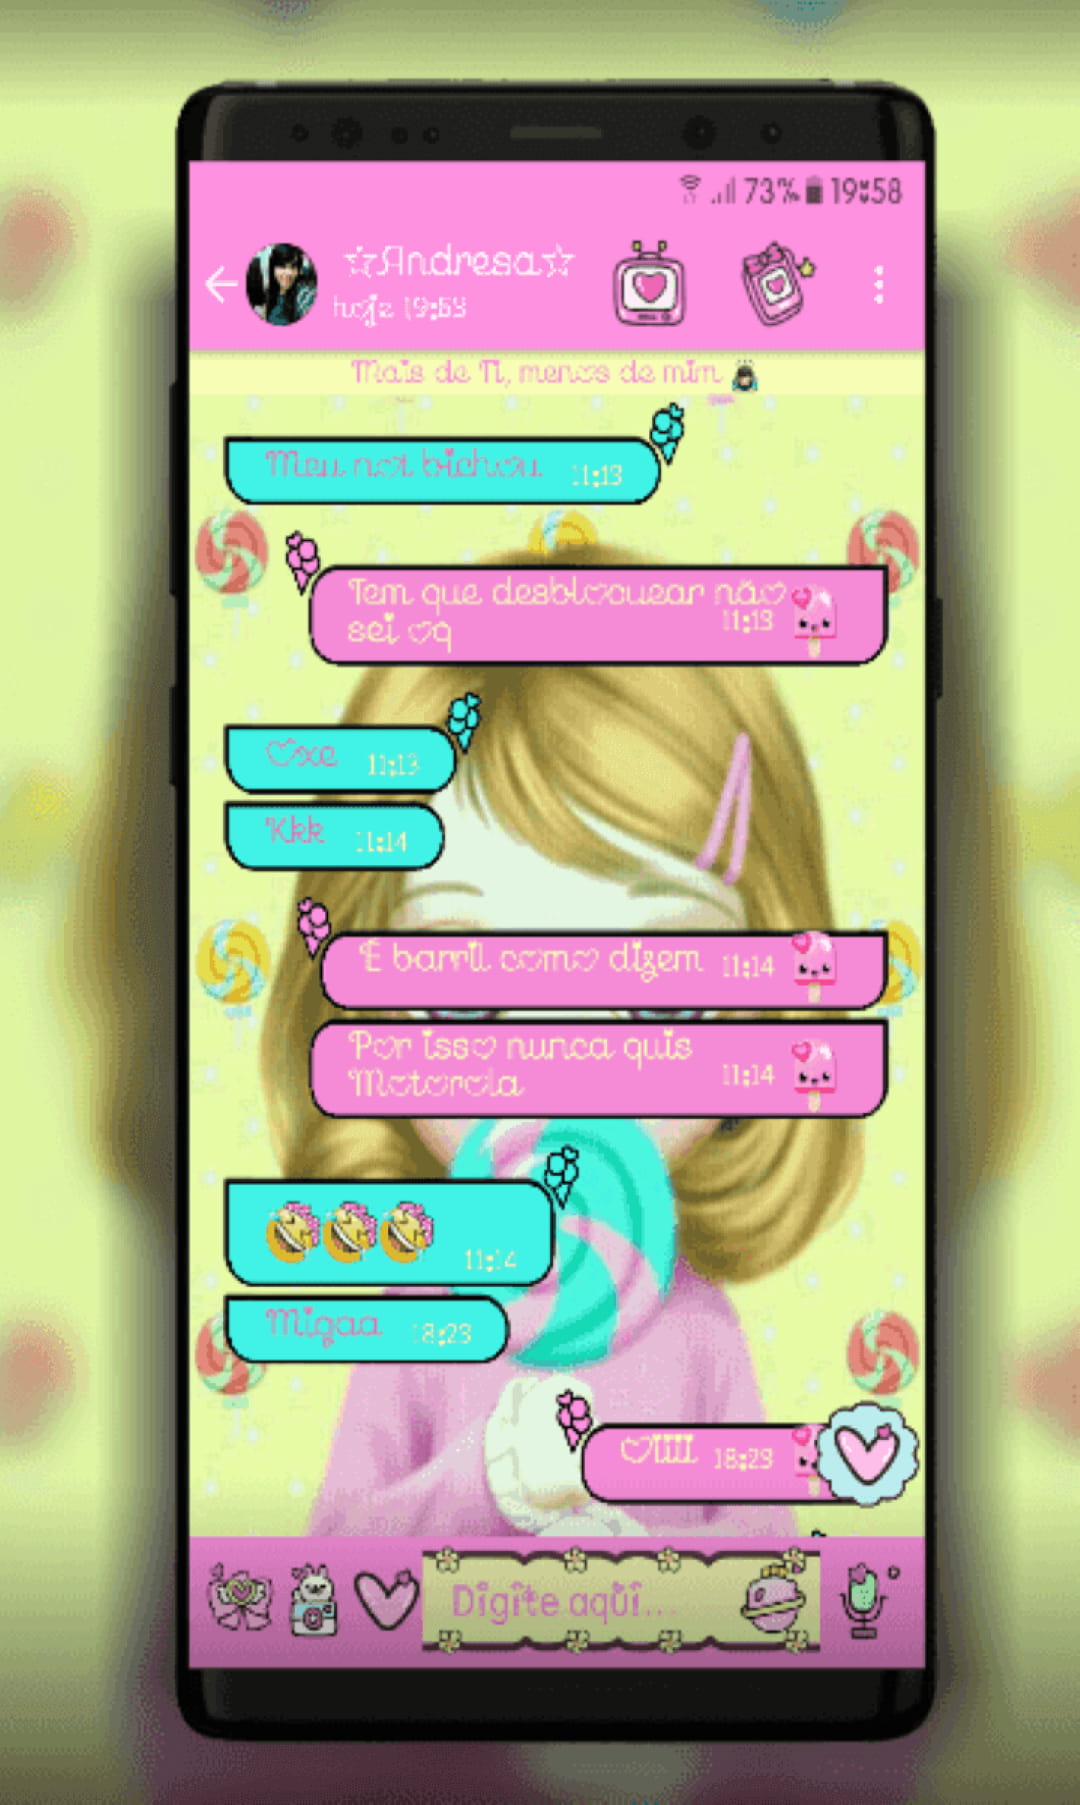 73% 19:58
☆Andresa☆
hoje 19:53
Mais de Ti, menos de mim
Meu not bichou 11:13
Tem que desbloquear não
sei oq 11:13
Oxe 11:13
Kkk 11:14
É barril como dizem 11:14
Por isso nunca quis
Motorola 11:14
11:14
Migaa 18:23
OIIII 18:23
Digite aqui...